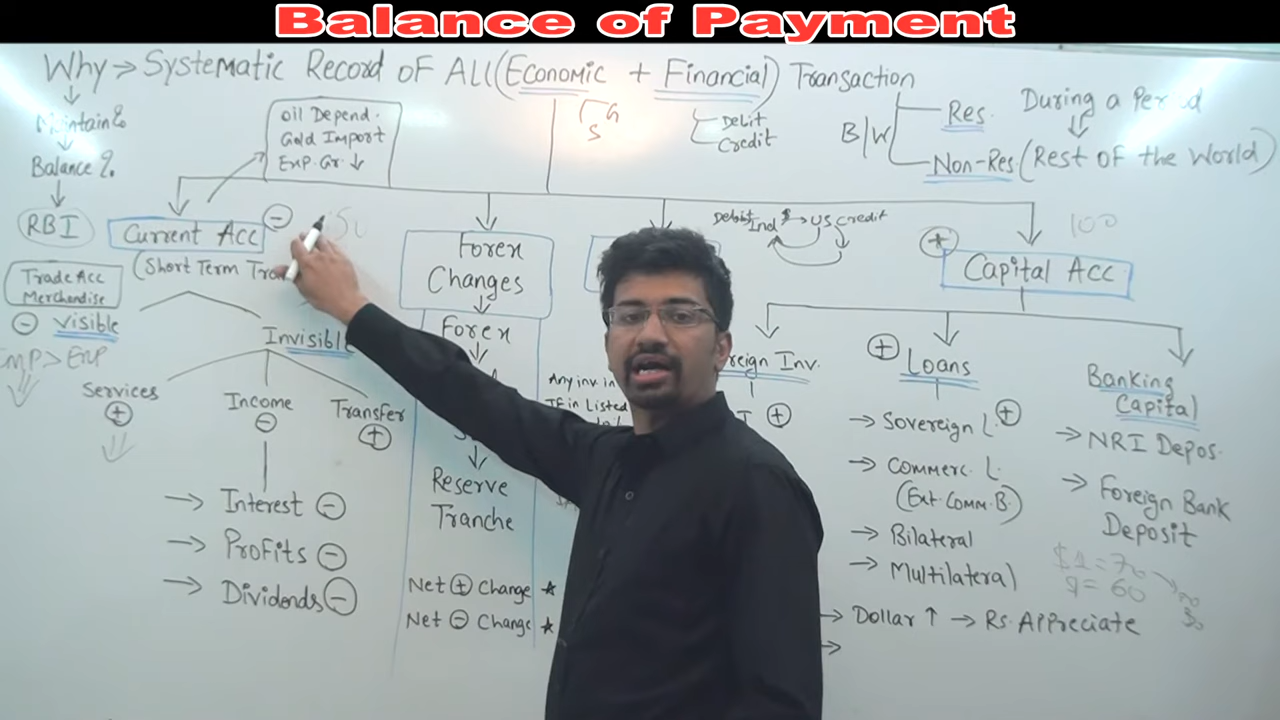 Balance of Payment
Why → Systematic Record of All (Economic + Financial) Transaction
Maintain &
Balance
RBI
Oil Depend.
Gold Import
Exp. Gr ↓
G
S
Debit
Credit
B/W
Res.
Non-Res. (Rest of the World)
During a Period
Current Acc
(Short Term
Trade Acc
Merchandise
Visible
Imp > Exp
Invisible
Services
Income
Transfer
→ Interest
→ Profits
→ Dividends
Forex
Changes
Forex
Reserve
Tranche
Net + Change *
Net - Change *
Debit
Ind
$ → US
Credit
100
Capital Acc
Inv.
Any inv. in
If in Listed
Loans
→ Sovereign L.
→ Commerc. L.
(Ext. Comm. B.)
→ Bilateral
→ Multilateral
Banking
Capital
→ NRI Depos.
→ Foreign Bank
Deposit
$1 = 70
= 60
→ Dollar ↑ → Rs. Appreciate